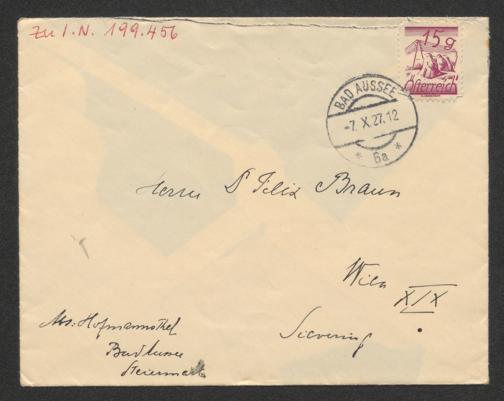 Zu I.N. 199.456
15 g
Österreich
BAD AUSSEE
-7.X.27.12
* 6a *
Herrn Dr Felix Braun
Wien
XIX
Sievering
Abs: Hofmannsthal
Bad Aussee
Steiermark